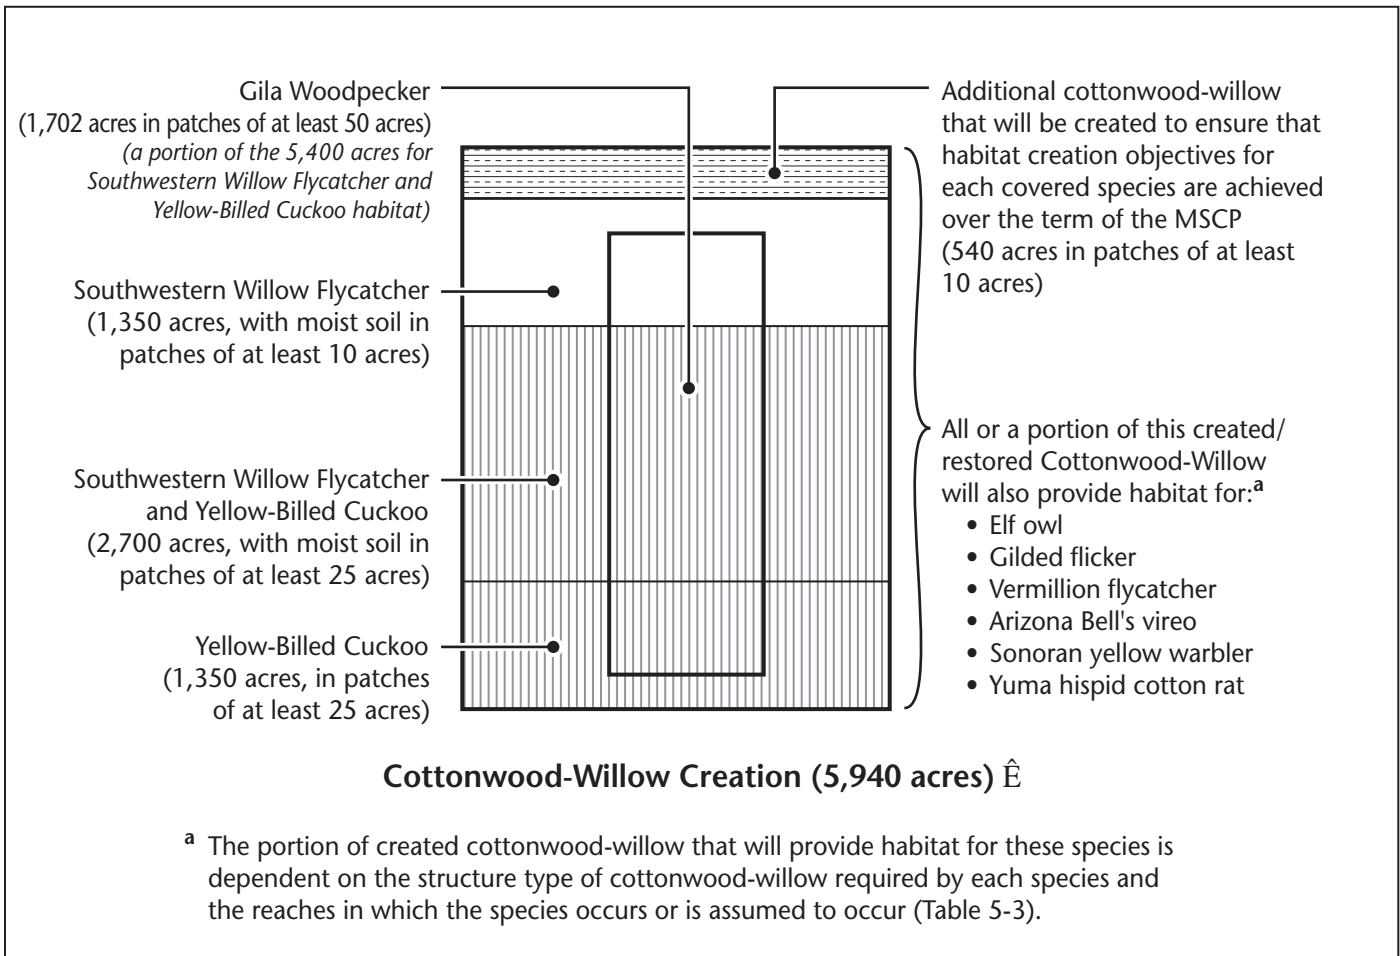 Gila Woodpecker
(1,702 acres in patches of at least 50 acres)
(a portion of the 5,400 acres for
Southwestern Willow Flycatcher and
Yellow-Billed Cuckoo habitat)
Southwestern Willow Flycatcher
(1,350 acres, with moist soil in
patches of at least 10 acres)
Southwestern Willow Flycatcher
and Yellow-Billed Cuckoo
(2,700 acres, with moist soil in
patches of at least 25 acres)
Yellow-Billed Cuckoo
(1,350 acres, in patches
of at least 25 acres)
Additional cottonwood-willow
that will be created to ensure that
habitat creation objectives for
each covered species are achieved
over the term of the MSCP
(540 acres in patches of at least
10 acres)
All or a portion of this created/
restored Cottonwood-Willow
will also provide habitat for:a
• Elf owl
• Gilded flicker
• Vermillion flycatcher
• Arizona Bell's vireo
• Sonoran yellow warbler
• Yuma hispid cotton rat
Cottonwood-Willow Creation (5,940 acres) Ê
a The portion of created cottonwood-willow that will provide habitat for these species is
dependent on the structure type of cottonwood-willow required by each species and
the reaches in which the species occurs or is assumed to occur (Table 5-3).